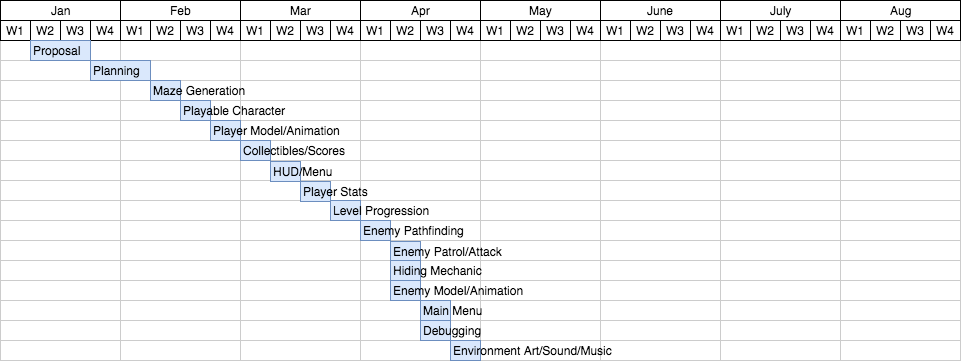 Jan Feb Mar Apr May June July Aug
W1 W2 W3 W4 W1 W2 W3 W4 W1 W2 W3 W4 W1 W2 W3 W4 W1 W2 W3 W4 W1 W2 W3 W4 W1 W2 W3 W4 W1 W2 W3 W4
Proposal
Planning
Maze Generation
Playable Character
Player Model/Animation
Collectibles/Scores
HUD/Menu
Player Stats
Level Progression
Enemy Pathfinding
Enemy Patrol/Attack
Hiding Mechanic
Enemy Model/Animation
Main Menu
Debugging
Environment Art/Sound/Music